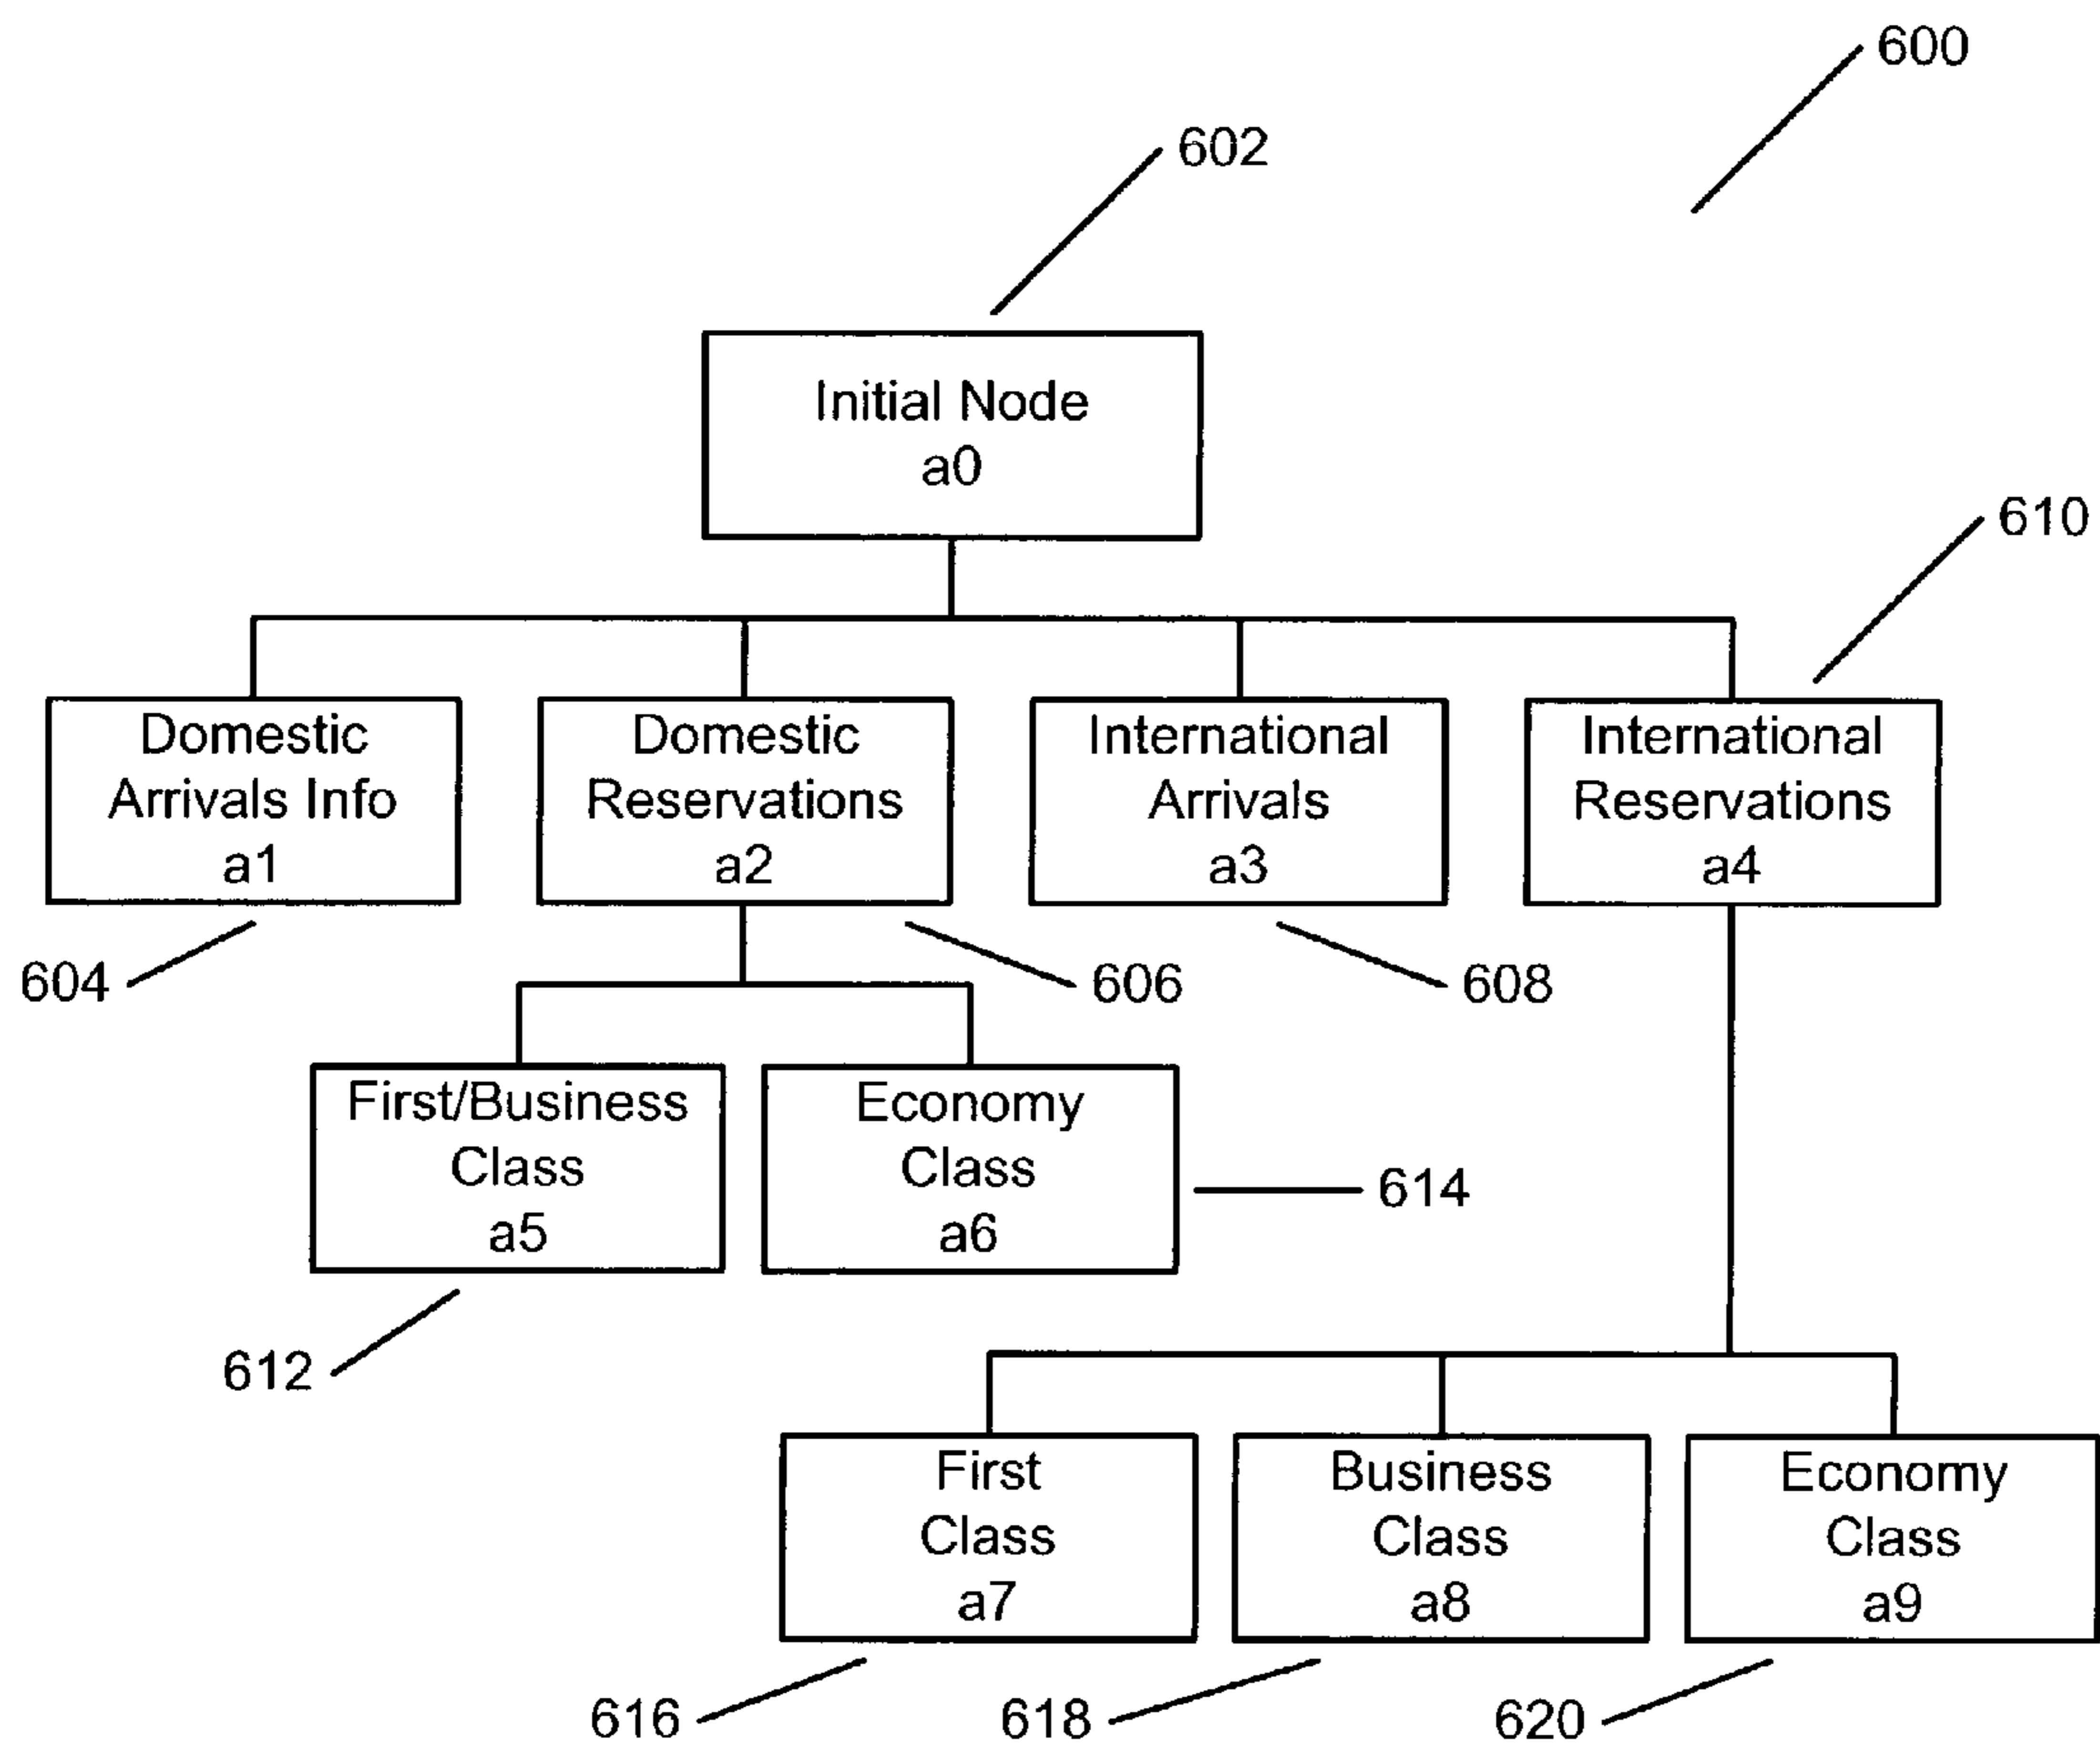 600
602
Initial Node
a0
610
Domestic
Arrivals Info
a1
Domestic
Reservations
a2
International
Arrivals
a3
International
Reservations
a4
604
606
608
First/Business
Class
a5
Economy
Class
a6
614
612
First
Class
a7
Business
Class
a8
Economy
Class
a9
616
618
620